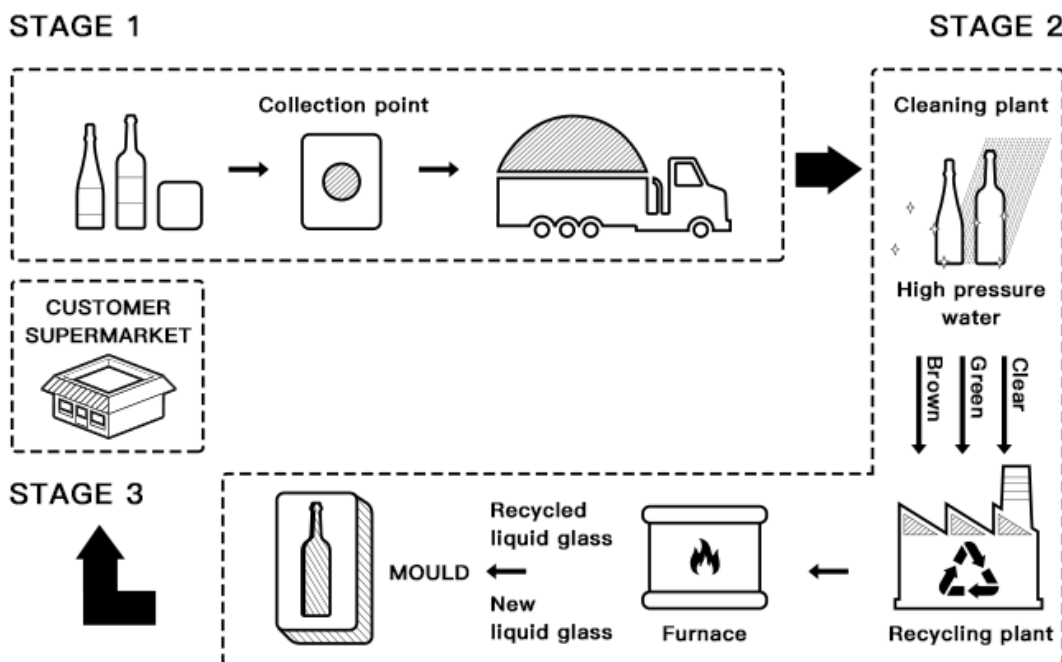 STAGE 1
STAGE 2
Collection point
Cleaning plant
High pressure
water
Brown
Green
Clear
CUSTOMER
SUPERMARKET
STAGE 3
MOULD
Recycled
liquid glass
New
liquid glass
Furnace
Recycling plant